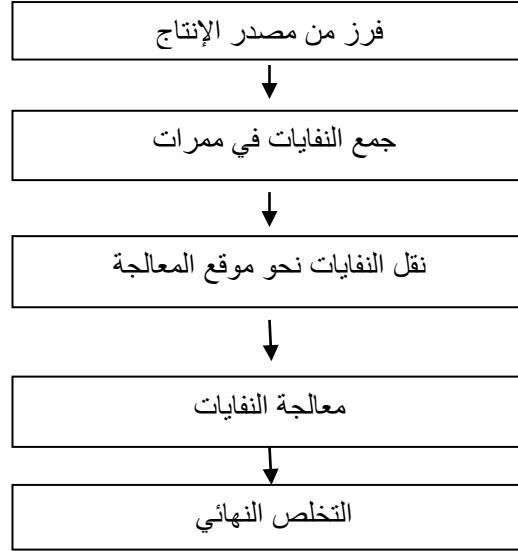 فرز من مصدر الإنتاج
جمع النفايات في ممرات
نقل النفايات نحو موقع المعالجة
معالجة النفايات
التخلص النهائي